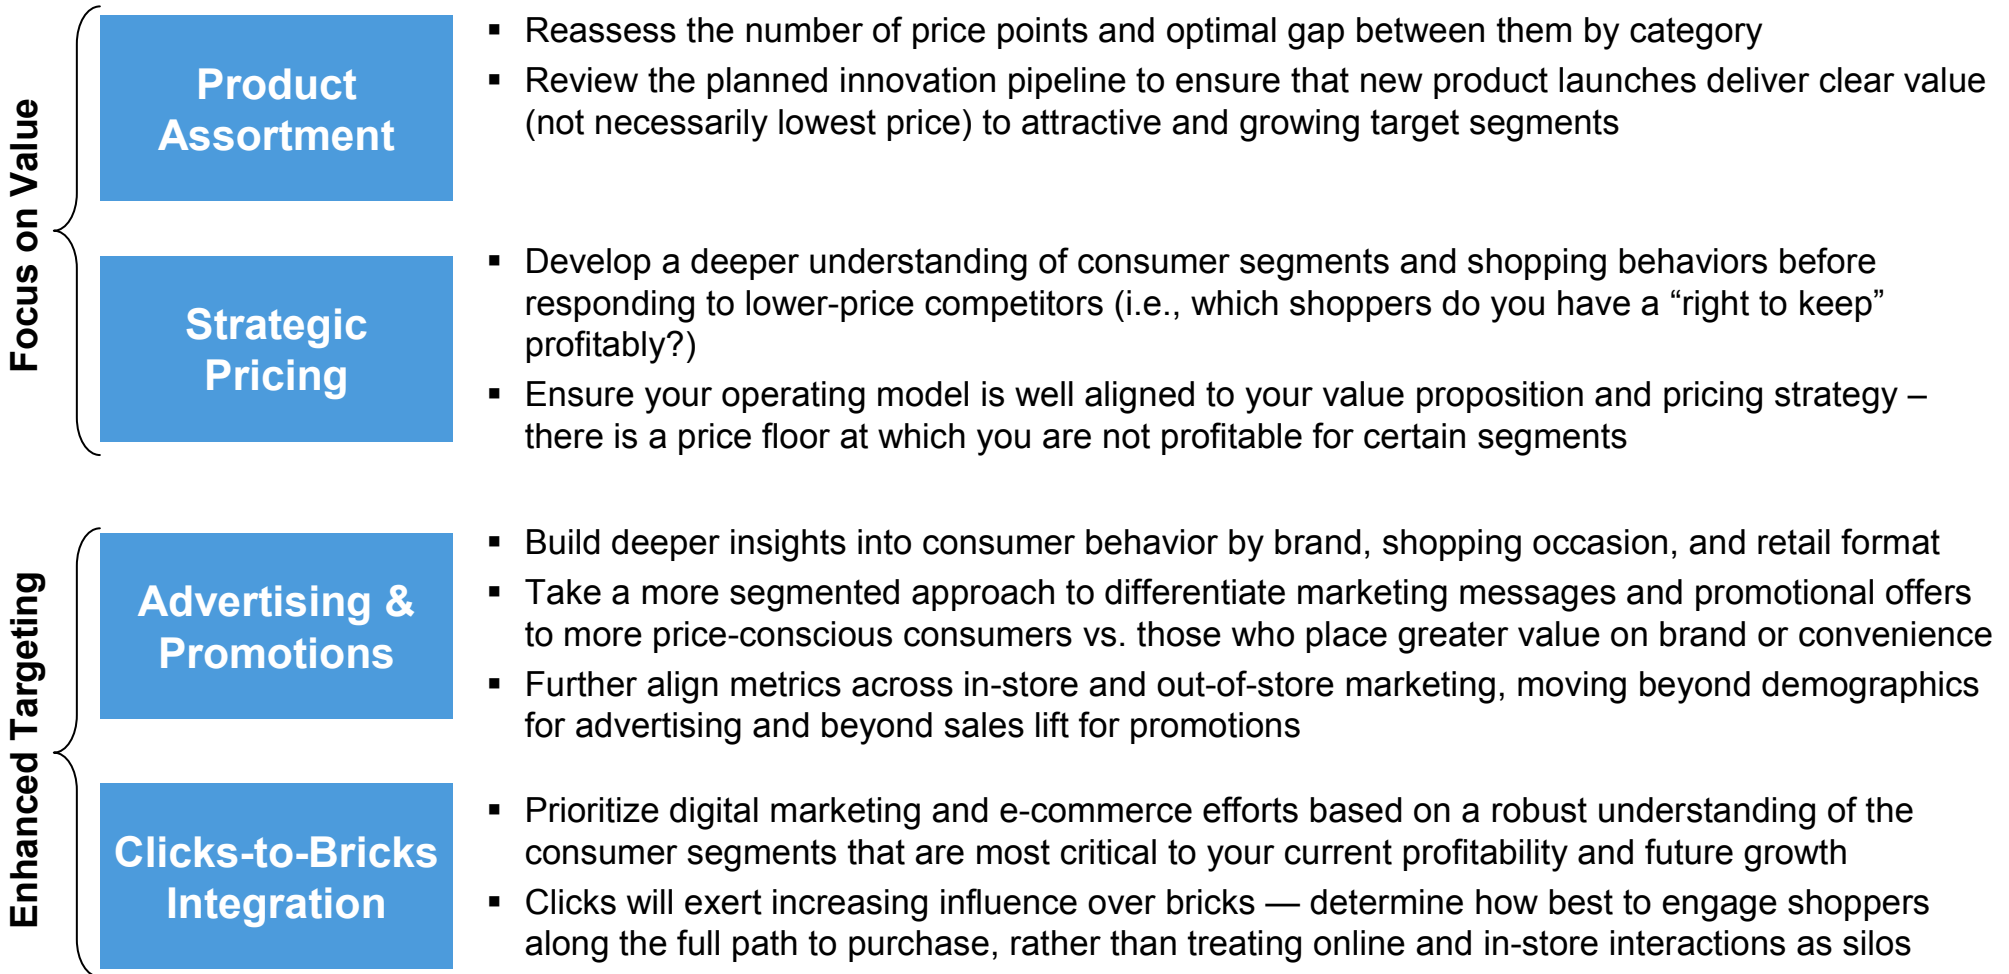 Focus on Value
Product
Assortment
▪ Reassess the number of price points and optimal gap between them by category
▪ Review the planned innovation pipeline to ensure that new product launches deliver clear value
(not necessarily lowest price) to attractive and growing target segments
Strategic
Pricing
▪ Develop a deeper understanding of consumer segments and shopping behaviors before
responding to lower-price competitors (i.e., which shoppers do you have a “right to keep”
profitably?)
▪ Ensure your operating model is well aligned to your value proposition and pricing strategy –
there is a price floor at which you are not profitable for certain segments
Enhanced Targeting
Advertising &
Promotions
▪ Build deeper insights into consumer behavior by brand, shopping occasion, and retail format
▪ Take a more segmented approach to differentiate marketing messages and promotional offers
to more price-conscious consumers vs. those who place greater value on brand or convenience
▪ Further align metrics across in-store and out-of-store marketing, moving beyond demographics
for advertising and beyond sales lift for promotions
Clicks-to-Bricks
Integration
▪ Prioritize digital marketing and e-commerce efforts based on a robust understanding of the
consumer segments that are most critical to your current profitability and future growth
▪ Clicks will exert increasing influence over bricks — determine how best to engage shoppers
along the full path to purchase, rather than treating online and in-store interactions as silos